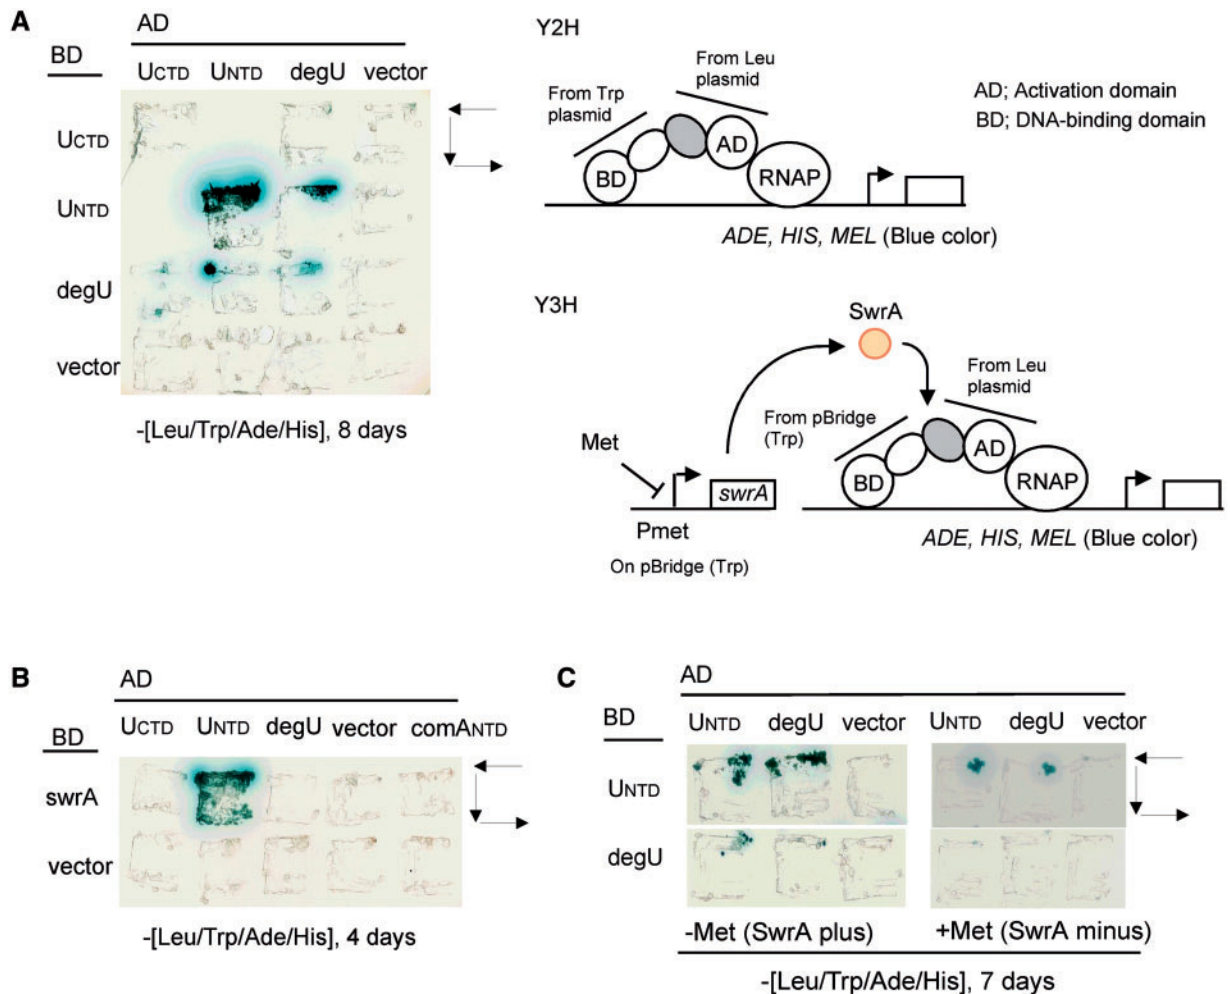 A
AD
BD
UCTD UNTD degU vector
UCTD
UNTD
degU
vector
-[Leu/Trp/Ade/His], 8 days
Y2H
From Leu
plasmid
From Trp
plasmid
AD; Activation domain
BD; DNA-binding domain
AD
BD
RNAP
ADE, HIS, MEL (Blue color)
Y3H
SwrA
From Leu
plasmid
From pBridge
(Trp)
Met
AD
BD
RNAP
swrA
Pmet
On pBridge (Trp)
ADE, HIS, MEL (Blue color)
B
AD
UCTD UNTD degU vector comANTD
BD
swrA
vector
-[Leu/Trp/Ade/His], 4 days
C
AD
BD
UNTD degU vector UNTD degU vector
UNTD
degU
-Met (SwrA plus) +Met (SwrA minus)
-[Leu/Trp/Ade/His], 7 days